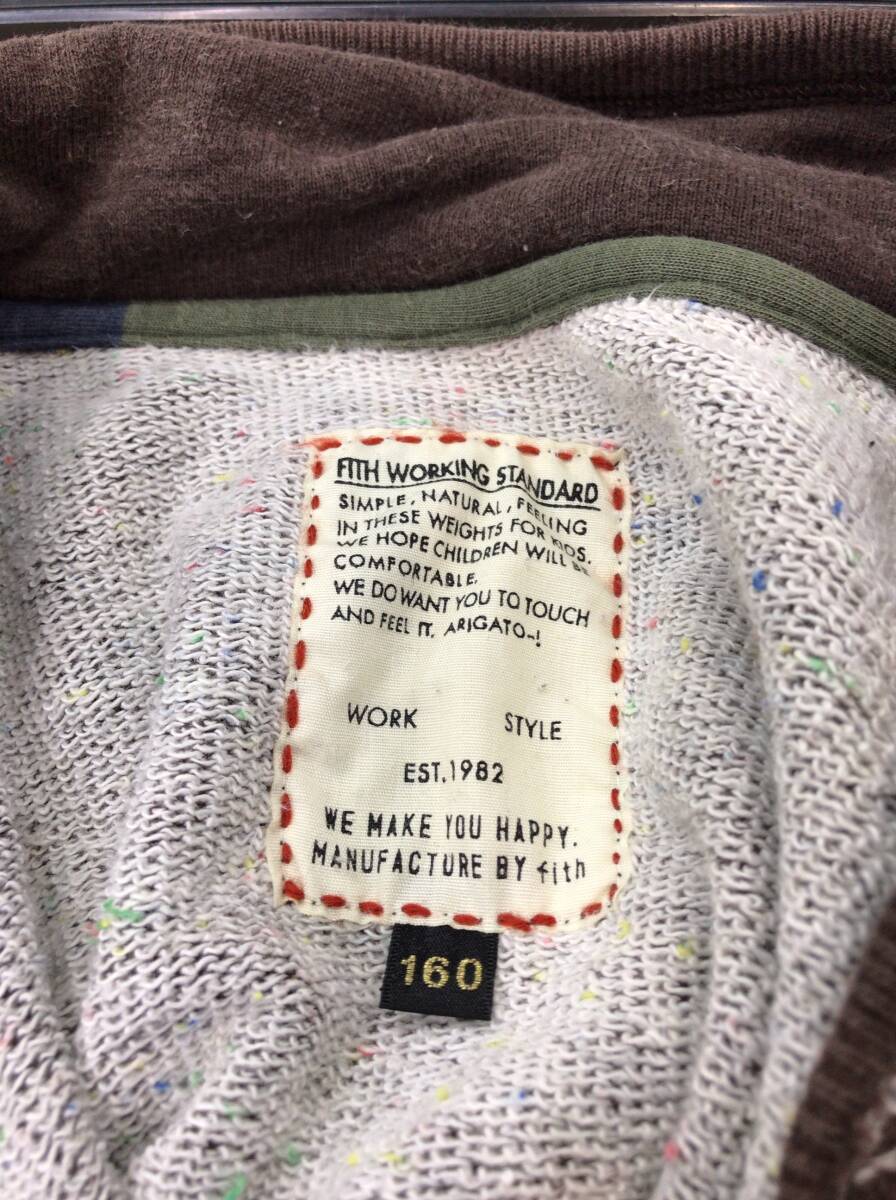 FITH WORKING STANDARD
SIMPLE, NATURAL, FEELING
IN THESE WEIGHTS FOR KIDS.
WE HOPE CHILDREN WILL BE
COMFORTABLE.
WE DO WANT YOU TO TOUCH
AND FEEL IT. ARIGATO~!
WORK STYLE
EST.1982
WE MAKE YOU HAPPY.
MANUFACTURE BY fith
160